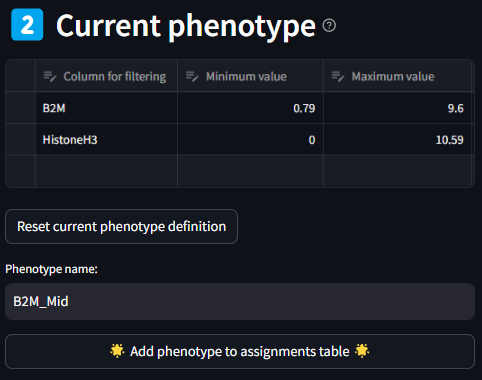 2 Current phenotype
Column for filtering Minimum value Maximum value
B2M 0.79 9.6
HistoneH3 0 10.59
Reset current phenotype definition
Phenotype name:
B2M_Mid
🌟 Add phenotype to assignments table 🌟